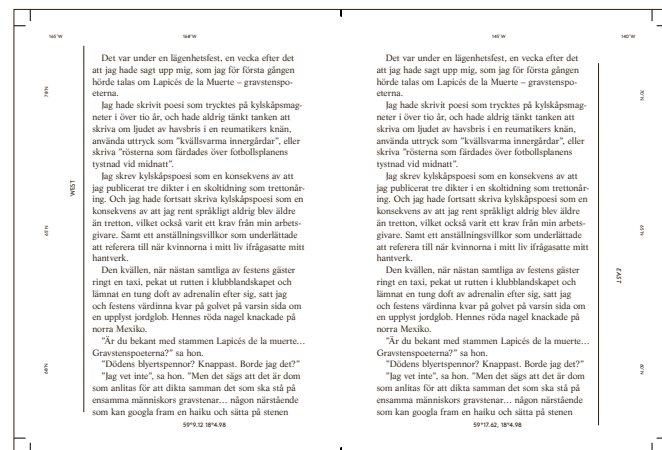 165°W
168°W
145°W
140°W
Det var under en lägenhetsfest, en vecka efter det
att jag hade sagt upp mig, som jag för första gången
hörde talas om Lapicés de la Muerte – gravstenspo-
eterna.
Jag hade skrivit poesi som trycktes på kylskåpsmag-
neter i över tio år, och hade aldrig tänkt tanken att
skriva om ljudet av havsbris i en reumatikers knän,
använda uttryck som ”kvällsvarma innergårdar”, eller
skriva ”rösterna som färdades över fotbollsplanens
tystnad vid midnatt”.
Jag skrev kylskåpspoesi som en konsekvens av att
jag publicerat tre dikter i en skoltidning som trettonår-
ing. Och jag hade fortsatt skriva kylskåpspoesi som en
konsekvens av att jag rent språkligt aldrig blev äldre
än tretton, vilket också varit ett krav från min arbets-
givare. Samt ett anställningsvillkor som underlättade
att referera till när kvinnorna i mitt liv ifrågasatte mitt
hantverk.
Den kvällen, när nästan samtliga av festens gäster
ringt en taxi, pekat ut rutten i klubblandskapet och
lämnat en tung doft av adrenalin efter sig, satt jag
och festens värdinna kvar på golvet på varsin sida om
en upplyst jordglob. Hennes röda nagel knackade på
norra Mexiko.
”Är du bekant med stammen Lapicés de la muerte…
Gravstenspoeterna?” sa hon.
”Dödens blyertspennor? Knappast. Borde jag det?”
”Jag vet inte”, sa hon. ”Men det sägs att det är dom
som anlitas för att dikta samman det som ska stå på
ensamma människors gravstenar… någon närstående
som kan googla fram en haiku och sätta på stenen
59°9.12 18°4.98
WEST
Det var under en lägenhetsfest, en vecka efter det
att jag hade sagt upp mig, som jag för första gången
hörde talas om Lapicés de la Muerte – gravstenspo-
eterna.
Jag hade skrivit poesi som trycktes på kylskåpsmag-
neter i över tio år, och hade aldrig tänkt tanken att
skriva om ljudet av havsbris i en reumatikers knän,
använda uttryck som ”kvällsvarma innergårdar”, eller
skriva ”rösterna som färdades över fotbollsplanens
tystnad vid midnatt”.
Jag skrev kylskåpspoesi som en konsekvens av att
jag publicerat tre dikter i en skoltidning som trettonår-
ing. Och jag hade fortsatt skriva kylskåpspoesi som en
konsekvens av att jag rent språkligt aldrig blev äldre
än tretton, vilket också varit ett krav från min arbets-
givare. Samt ett anställningsvillkor som underlättade
att referera till när kvinnorna i mitt liv ifrågasatte mitt
hantverk.
Den kvällen, när nästan samtliga av festens gäster
ringt en taxi, pekat ut rutten i klubblandskapet och
lämnat en tung doft av adrenalin efter sig, satt jag
och festens värdinna kvar på golvet på varsin sida om
en upplyst jordglob. Hennes röda nagel knackade på
norra Mexiko.
”Är du bekant med stammen Lapicés de la muerte…
Gravstenspoeterna?” sa hon.
”Dödens blyertspennor? Knappast. Borde jag det?”
”Jag vet inte”, sa hon. ”Men det sägs att det är dom
som anlitas för att dikta samman det som ska stå på
ensamma människors gravstenar… någon närstående
som kan googla fram en haiku och sätta på stenen
59°17.62, 18°4.98
EAST